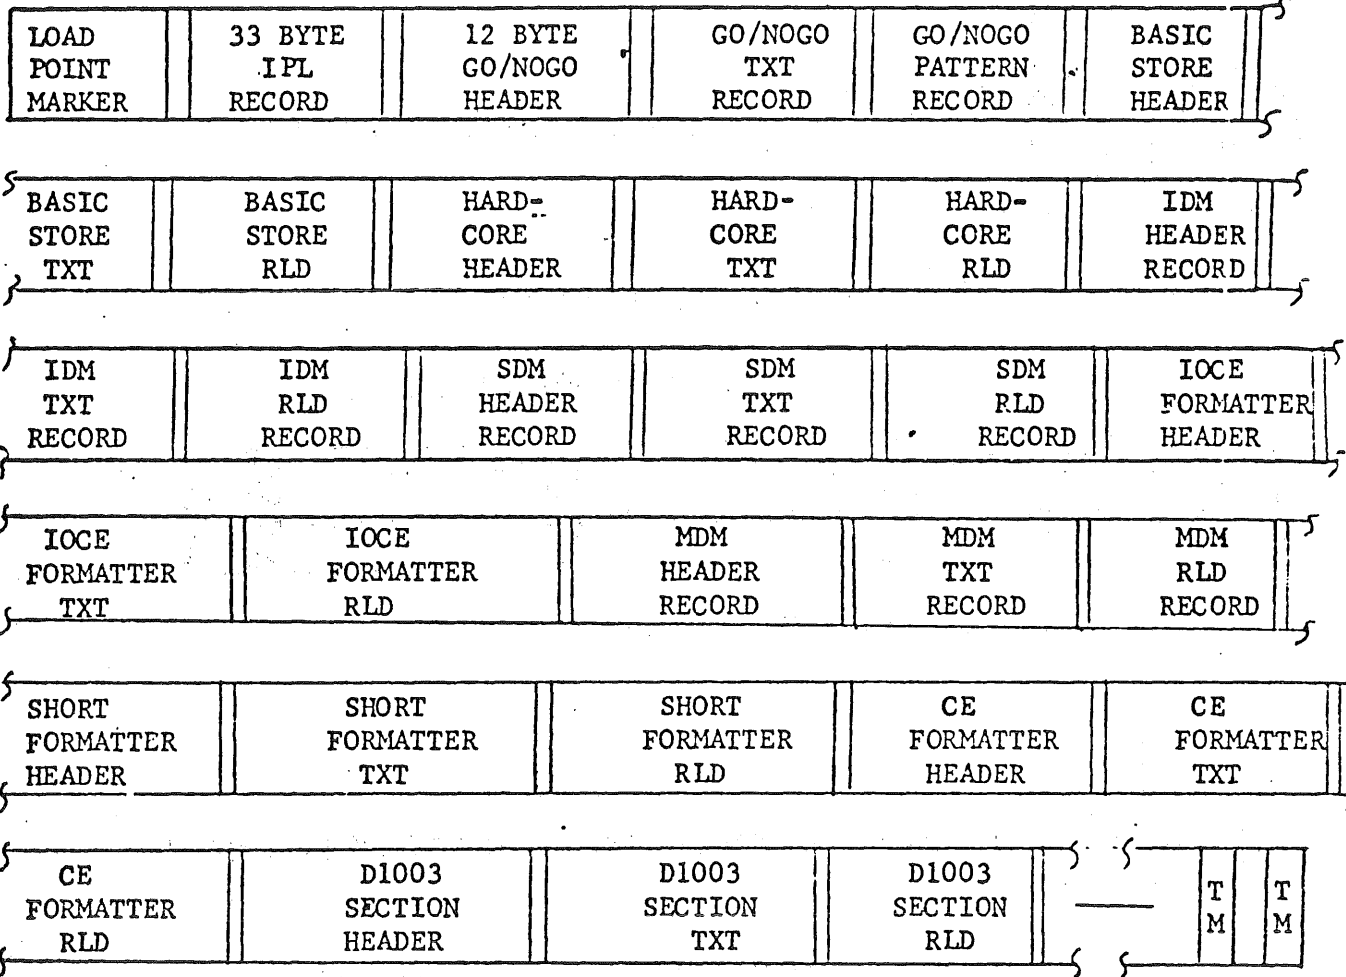 LOAD POINT MARKER
33 BYTE IPL RECORD
12 BYTE GO/NOGO HEADER
GO/NOGO TXT RECORD
GO/NOGO PATTERN RECORD
BASIC STORE HEADER
BASIC STORE TXT
BASIC STORE RLD
HARD- CORE HEADER
HARD- CORE TXT
HARD- CORE RLD
IDM HEADER RECORD
IDM TXT RECORD
IDM RLD RECORD
SDM HEADER RECORD
SDM TXT RECORD
SDM RLD RECORD
IOCE FORMATTER HEADER
IOCE FORMATTER TXT
IOCE FORMATTER RLD
MDM HEADER RECORD
MDM TXT RECORD
MDM RLD RECORD
SHORT FORMATTER HEADER
SHORT FORMATTER TXT
SHORT FORMATTER RLD
CE FORMATTER HEADER
CE FORMATTER TXT
CE FORMATTER RLD
D1003 SECTION HEADER
D1003 SECTION TXT
D1003 SECTION RLD
TM
TM